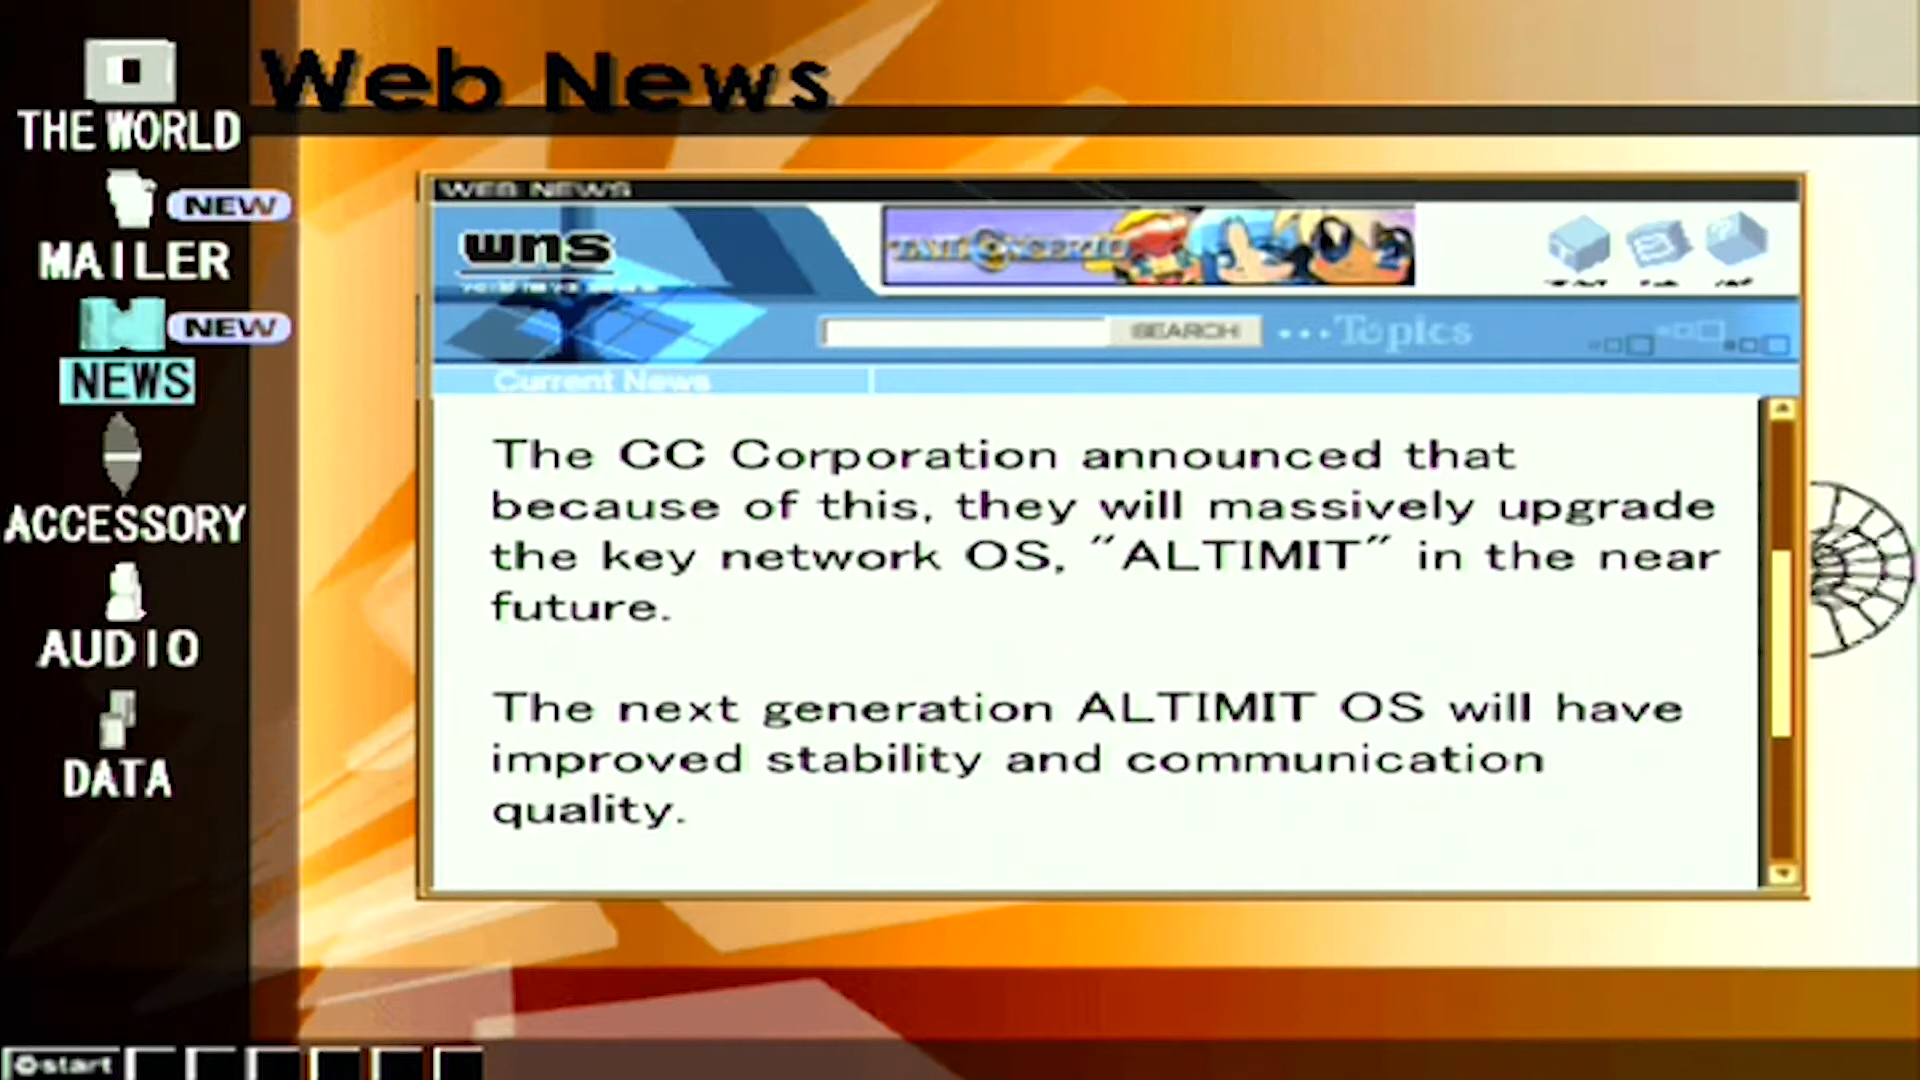 Web News
THE WORLD
NEW
MAILER
NEW
NEWS
ACCESSORY
AUDIO
DATA
WEB NEWS
wns
TAIL CONCERTO
SEARCH
...Topics
Current News
The CC Corporation announced that
because of this, they will massively upgrade
the key network OS, "ALTIMIT" in the near
future.
The next generation ALTIMIT OS will have
improved stability and communication
quality.
start